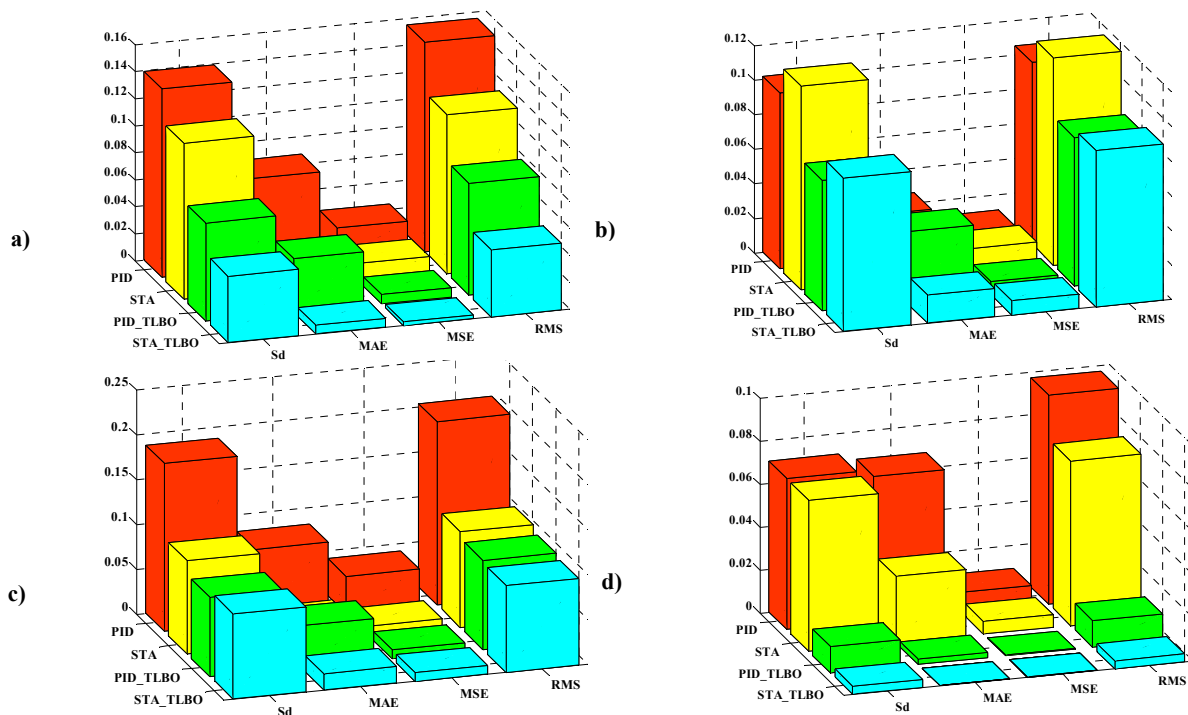 a)
0.16
0.14
0.12
0.1
0.08
0.06
0.04
0.02
0
PID
STA
PID_TLBO
STA_TLBO
Sd
MAE
MSE
RMS
b)
0.12
0.1
0.08
0.06
0.04
0.02
0
PID
STA
PID_TLBO
STA_TLBO
Sd
MAE
MSE
RMS
c)
0.25
0.2
0.15
0.1
0.05
0
PID
STA
PID_TLBO
STA_TLBO
Sd
MAE
MSE
RMS
d)
0.1
0.08
0.06
0.04
0.02
0
PID
STA
PID_TLBO
STA_TLBO
Sd
MAE
MSE
RMS